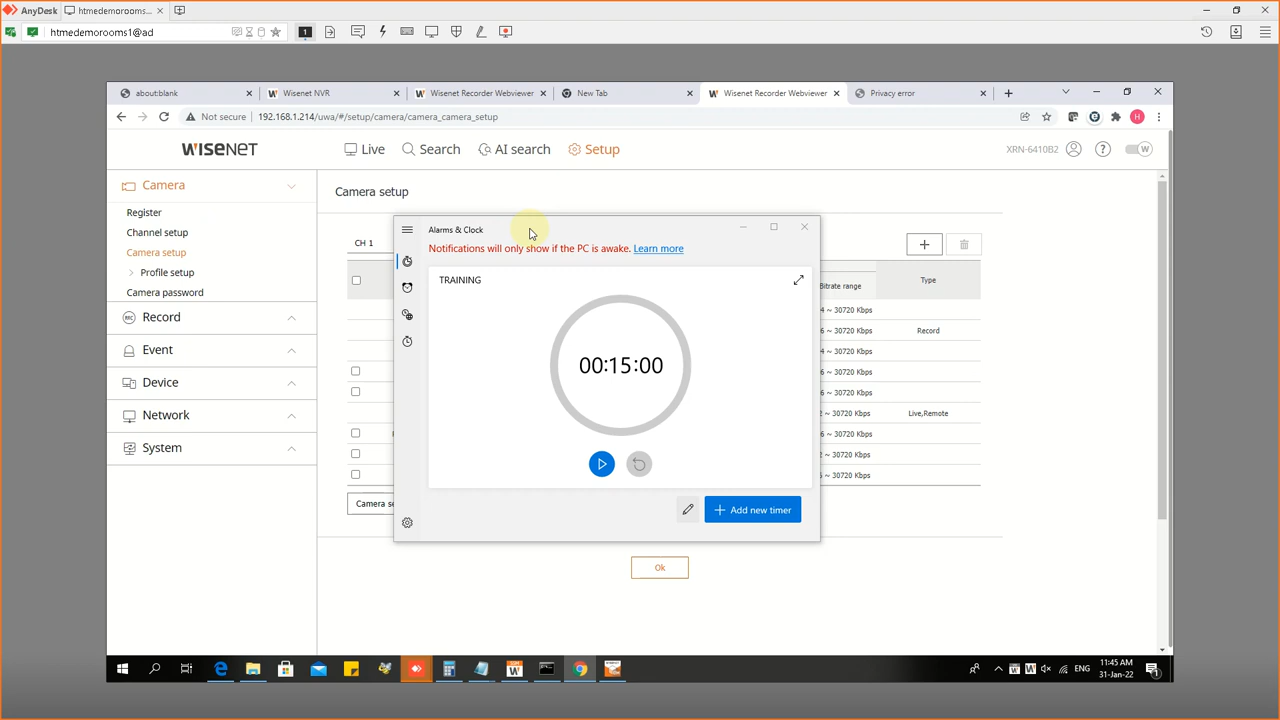 AnyDesk
htmedemorooms...
htmedemorooms1@ad
1
about:blank
Wisenet NVR
Wisenet Recorder Webviewer
New Tab
Wisenet Recorder Webviewer
Privacy error
Not secure
192.168.1.214/uwa/#/setup/camera/camera_camera_setup
H
WISENET
Live
Search
AI search
Setup
XRN-6410B2
?
W
Camera
Register
Channel setup
Camera setup
Profile setup
Camera password
Record
Event
Device
Network
System
Camera setup
CH 1
Bitrate range
Type
4 ~ 30720 Kbps
6 ~ 30720 Kbps
Record
4 ~ 30720 Kbps
6 ~ 30720 Kbps
6 ~ 30720 Kbps
2 ~ 30720 Kbps
Live,Remote
6 ~ 30720 Kbps
2 ~ 30720 Kbps
6 ~ 30720 Kbps
Camera se
Ok
Alarms & Clock
Notifications will only show if the PC is awake. Learn more
TRAINING
00:15:00
Add new timer
ENG
11:45 AM
31-Jan-22
1